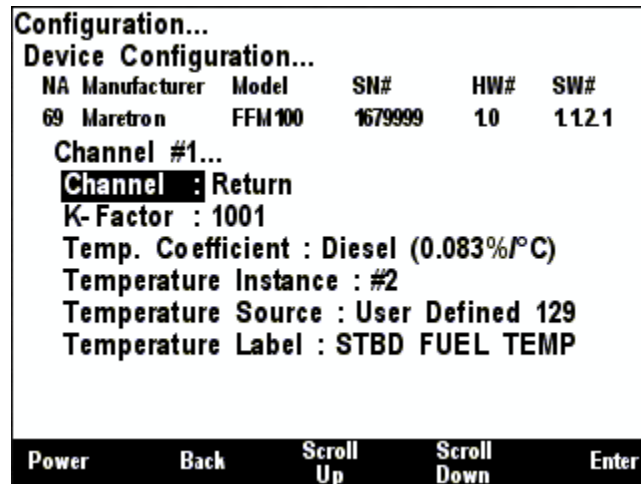 Configuration...
Device Configuration...
NA Manufacturer Model SN# HW# SW#
69 Maretron FFM100 1679999 1.0 1.1.2.1
Channel #1...
Channel : Return
K-Factor : 1001
Temp. Coefficient : Diesel (0.083%/°C)
Temperature Instance : #2
Temperature Source : User Defined 129
Temperature Label : STBD FUEL TEMP
Power Back Scroll Up Scroll Down Enter